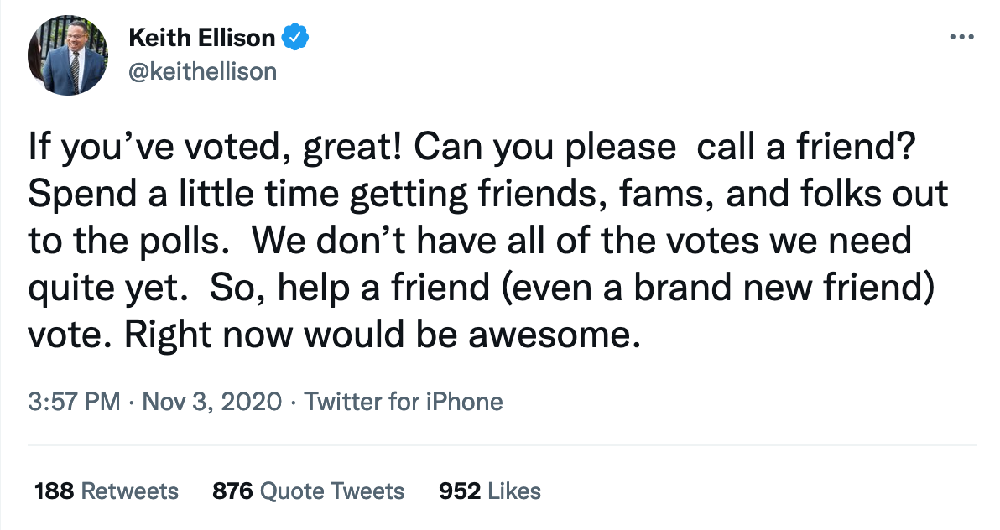 Keith Ellison
@keithellison
If you’ve voted, great! Can you please  call a friend?
Spend a little time getting friends, fams, and folks out
to the polls.  We don’t have all of the votes we need
quite yet.  So, help a friend (even a brand new friend)
vote. Right now would be awesome.
3:57 PM · Nov 3, 2020 · Twitter for iPhone
188 Retweets 876 Quote Tweets 952 Likes